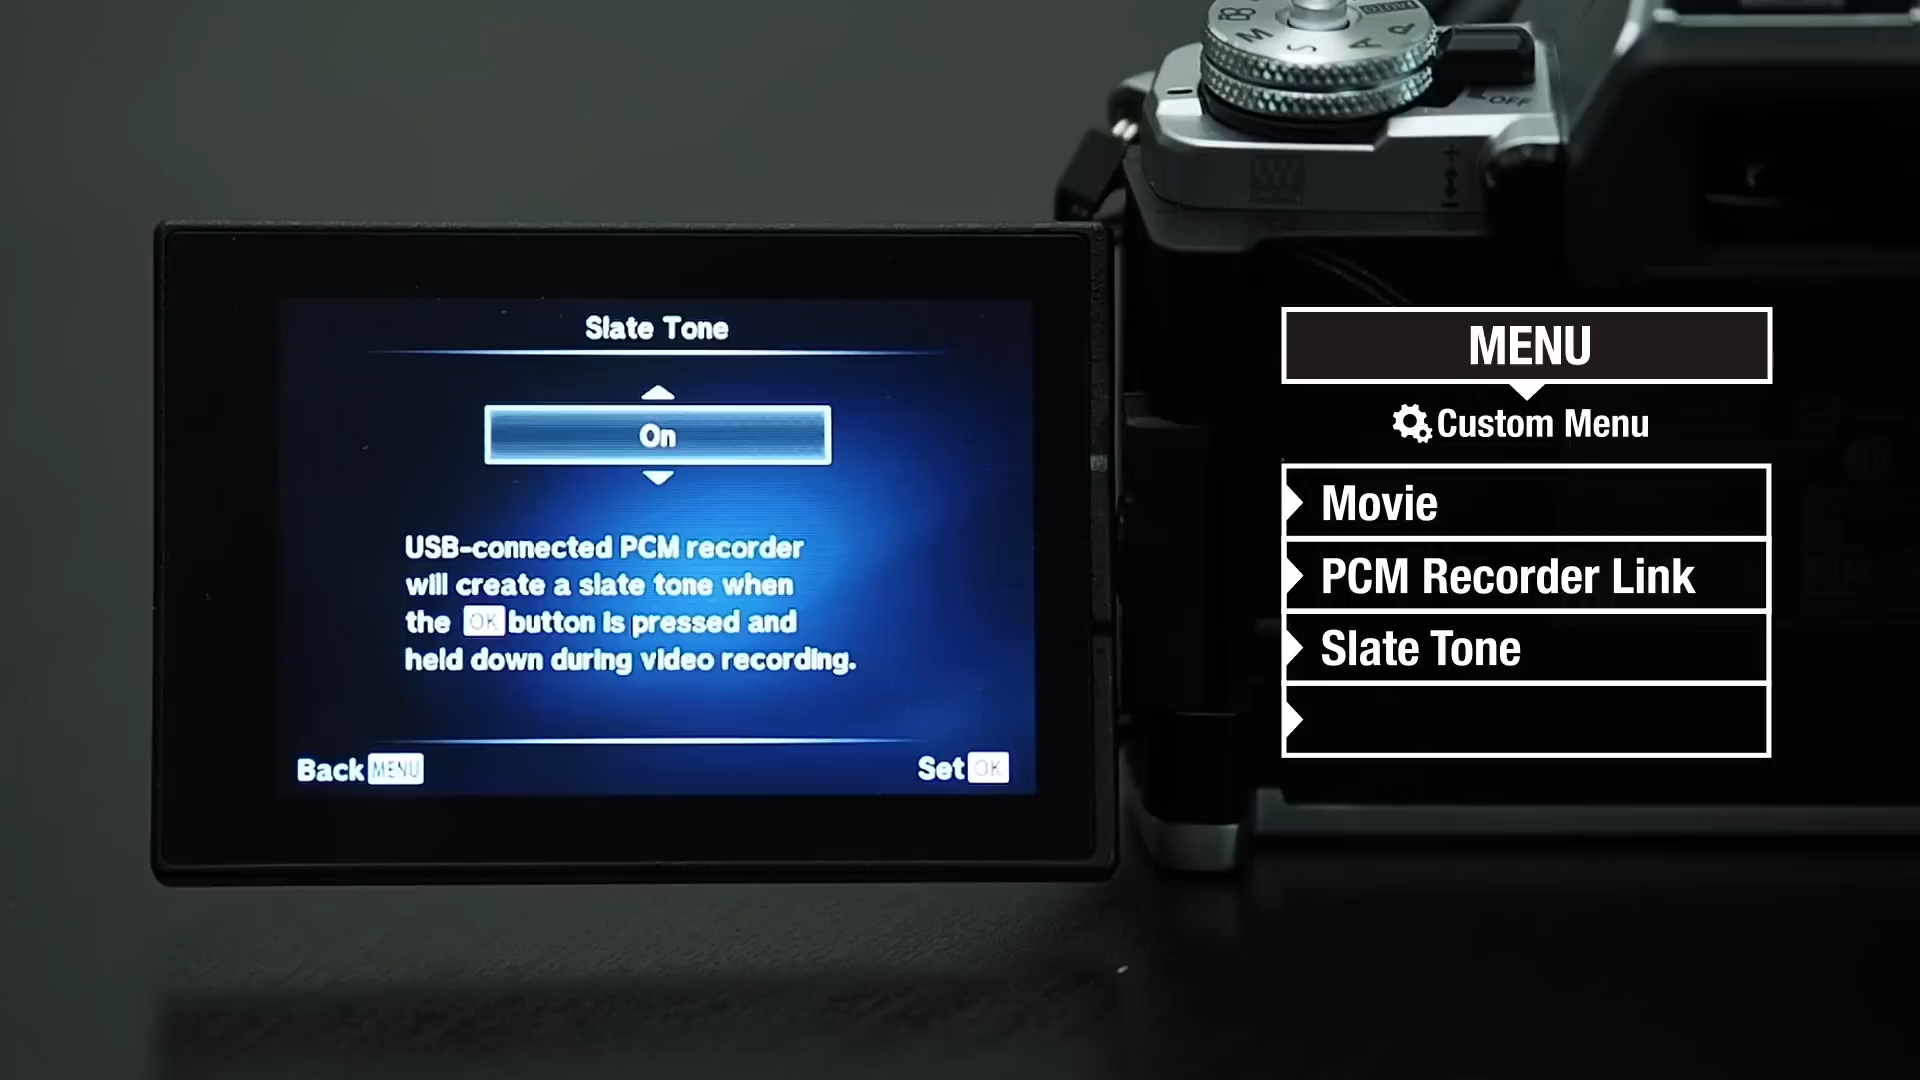 M S A P
OFF
Slate Tone
On
USB-connected PCM recorder
will create a slate tone when
the OK button is pressed and
held down during video recording.
Back MENU
Set OK
MENU
Custom Menu
Movie
PCM Recorder Link
Slate Tone